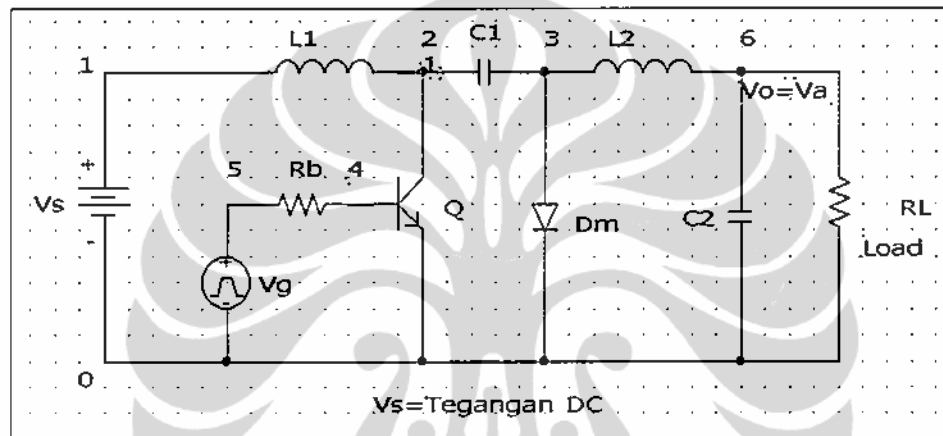 L1 2 C1 3 L2 6
1 1
Vo=Va
+ 5 Rb 4
Vs Q Dm C2 RL
- Load
+
Vg
-
0
Vs=Tegangan DC